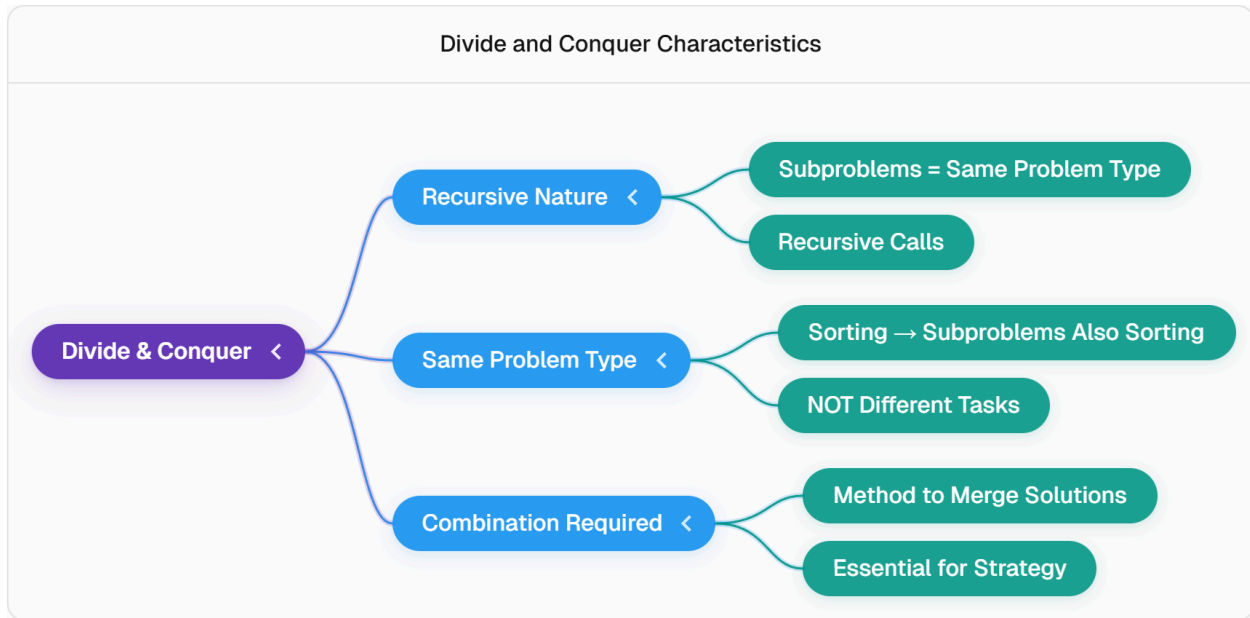 Divide and Conquer Characteristics
Divide & Conquer
Recursive Nature
Subproblems = Same Problem Type
Recursive Calls
Same Problem Type
Sorting → Subproblems Also Sorting
NOT Different Tasks
Combination Required
Method to Merge Solutions
Essential for Strategy